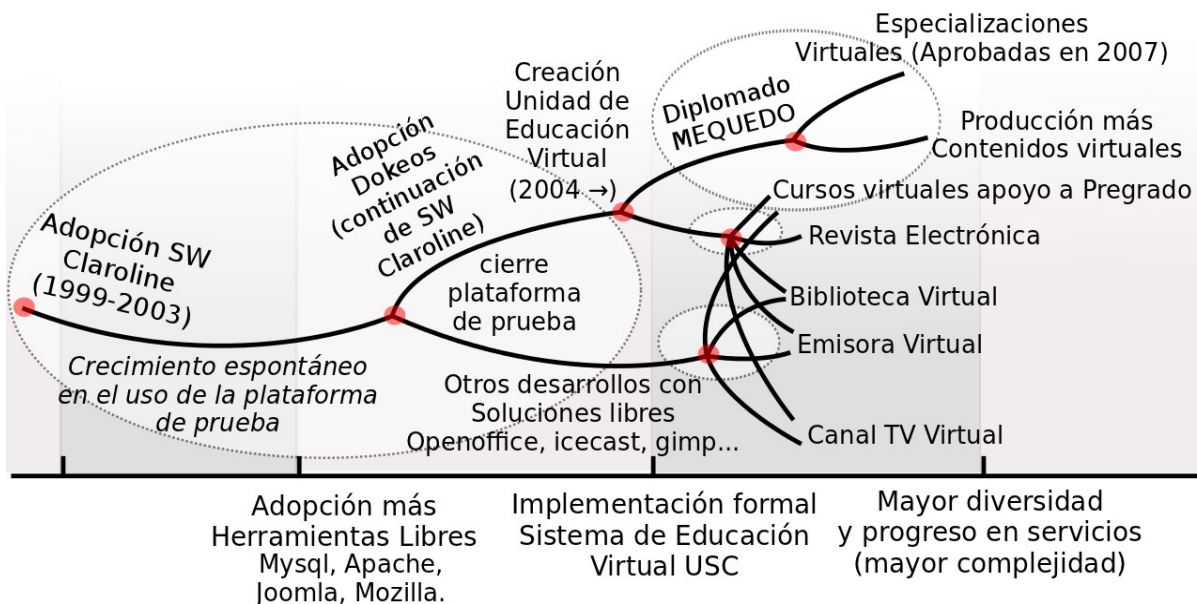 Especializaciones
Virtuales (Aprobadas en 2007)
Creación
Unidad de
Educación
Virtual
(2004 →)
Diplomado
MEQUEDO
Producción más
Contenidos virtuales
Adopción
Dokeos
(continuación
de SW
Claroline)
Cursos virtuales apoyo a Pregrado
Revista Electrónica
Adopción SW
Claroline
(1999-2003)
cierre
plataforma
de prueba
Biblioteca Virtual
Emisora Virtual
Crecimiento espontáneo
en el uso de la plataforma
de prueba
Otros desarrollos con
Soluciones libres
Openoffice, icecast, gimp...
Canal TV Virtual
Adopción más
Herramientas Libres
Mysql, Apache,
Joomla, Mozilla.
Implementación formal
Sistema de Educación
Virtual USC
Mayor diversidad
y progreso en servicios
(mayor complejidad)